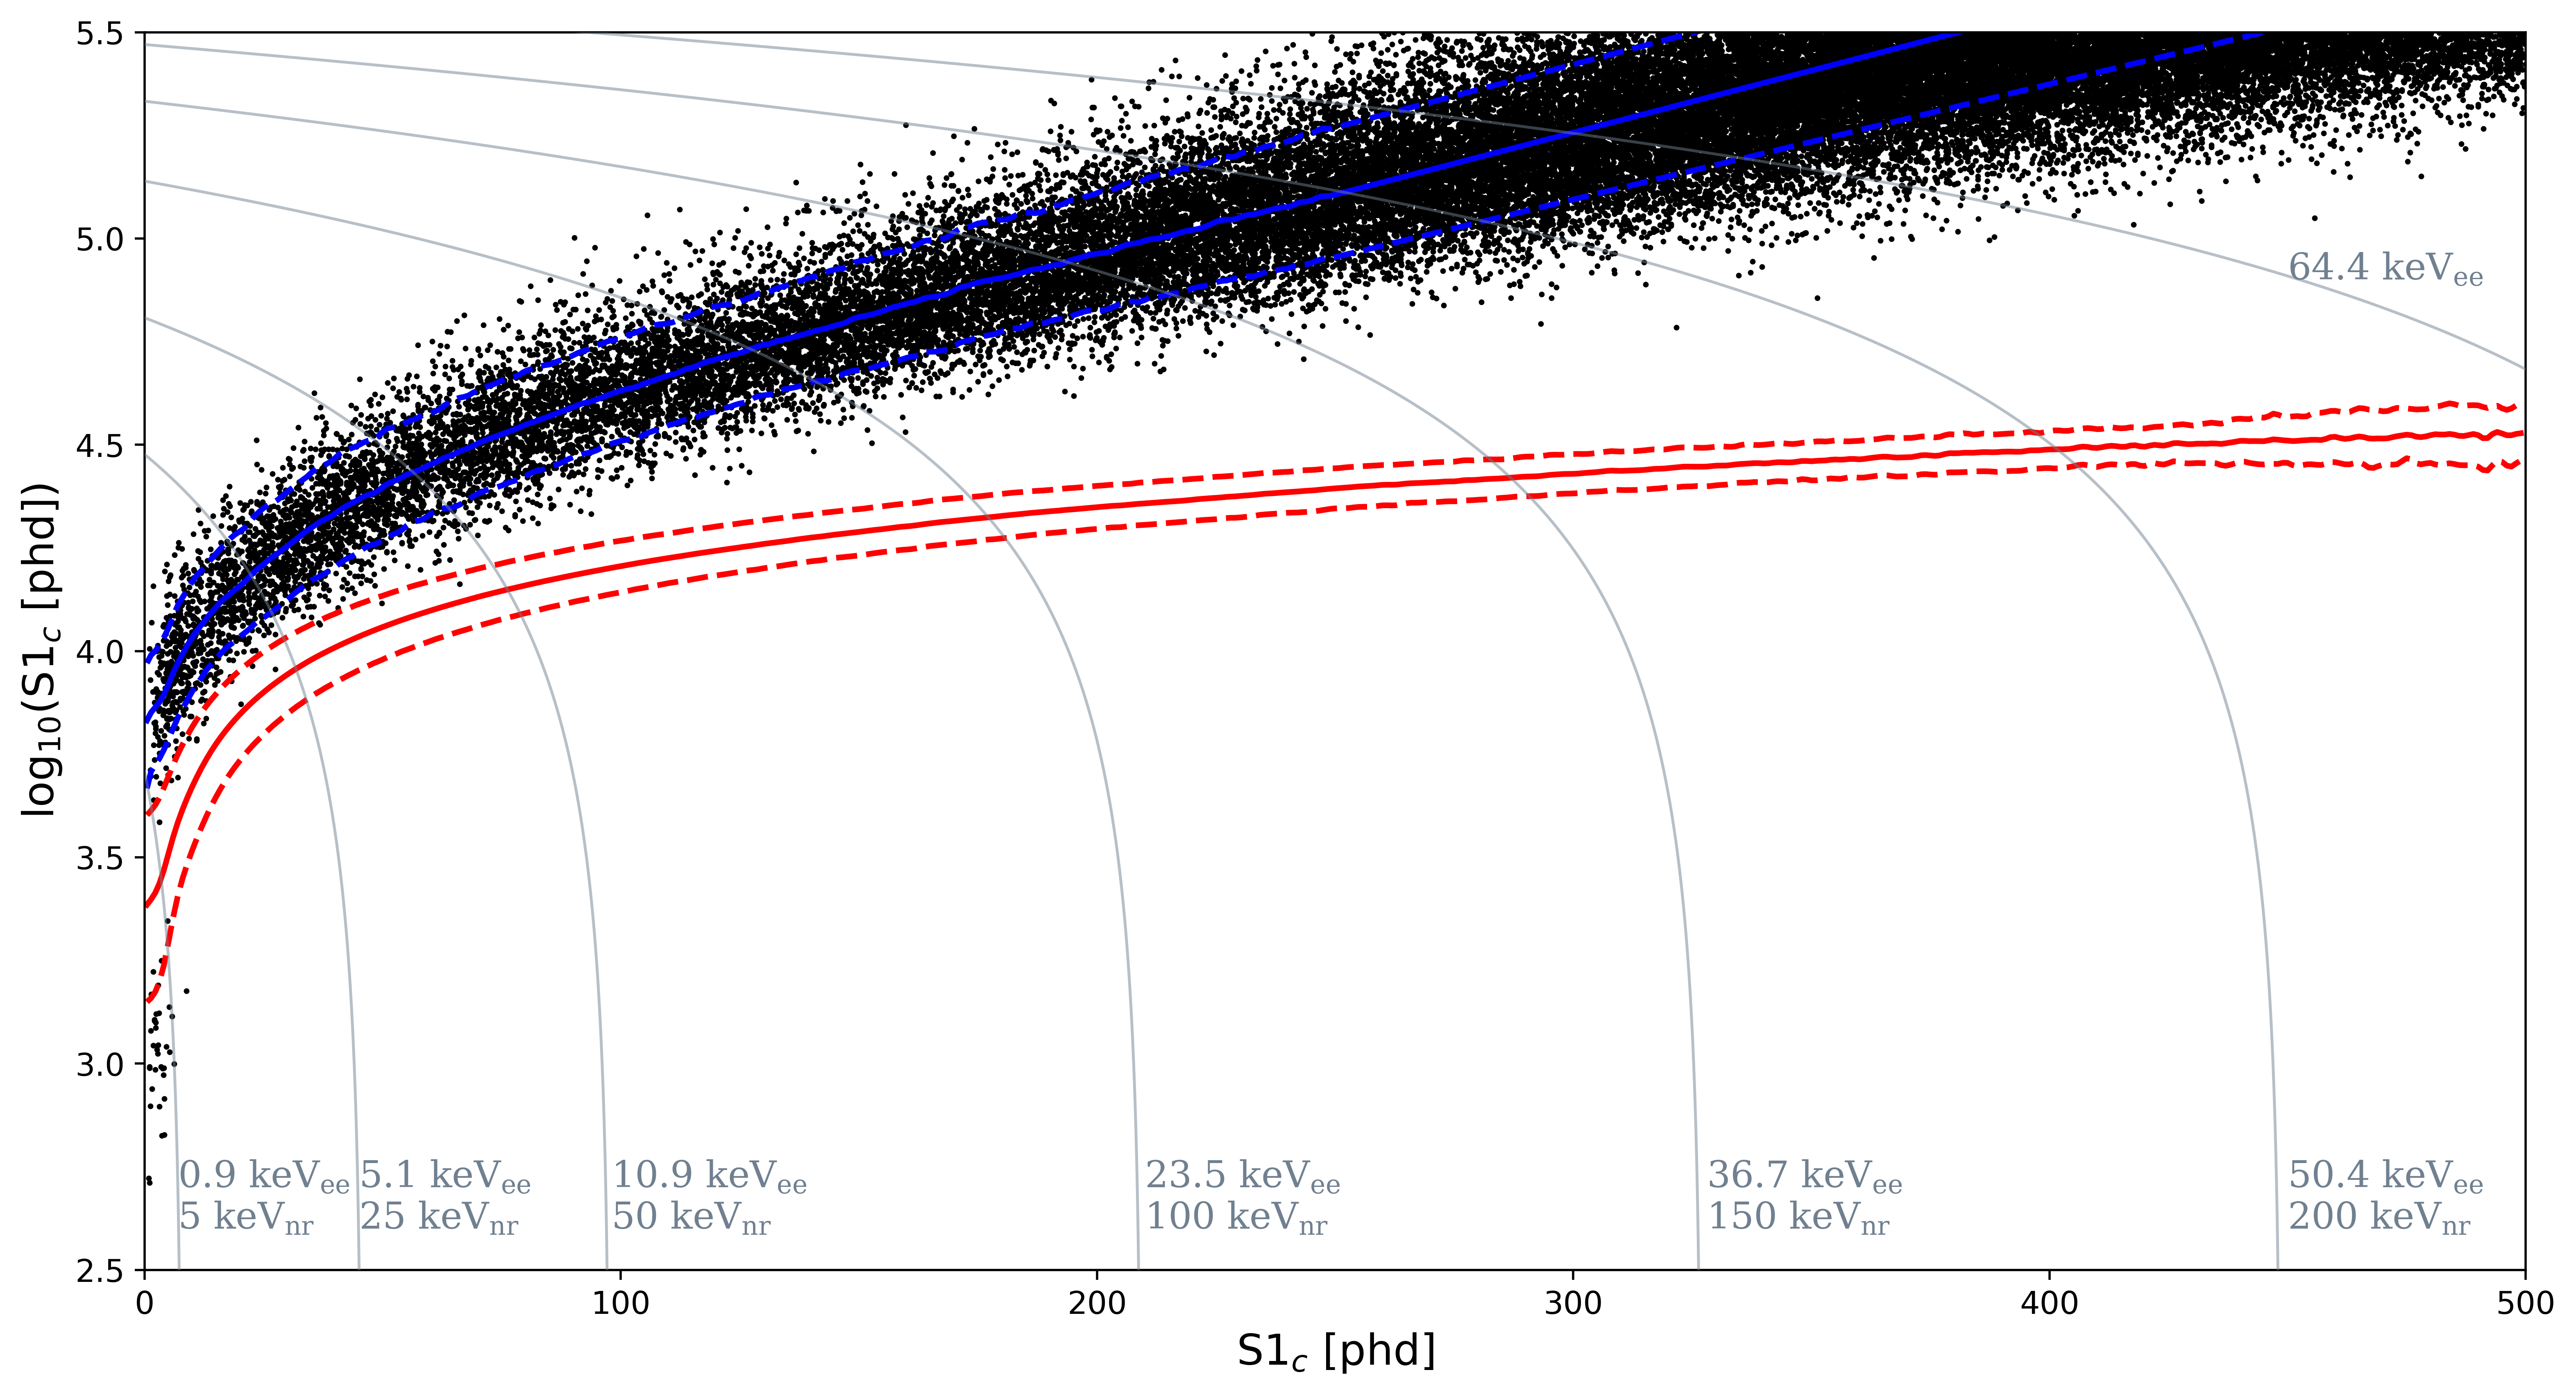 5.5
5.0
4.5
4.0
3.5
3.0
2.5
log₁₀(S1𝑐 [phd])
64.4 keVₑₑ
0.9 keVₑₑ 5.1 keVₑₑ 10.9 keVₑₑ 23.5 keVₑₑ 36.7 keVₑₑ 50.4 keVₑₑ
5 keVₙᵣ 25 keVₙᵣ 50 keVₙᵣ 100 keVₙᵣ 150 keVₙᵣ 200 keVₙᵣ
0 100 200 300 400 500
S1𝑐 [phd]